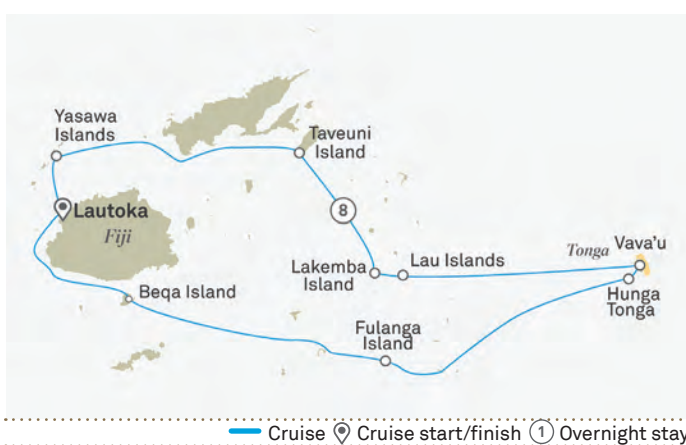 Yasawa
Islands
Taveuni
Island
Lautoka
Fiji
8
Lakemba
Island
Lau Islands
Tonga
Vava'u
Hunga
Tonga
Beqa Island
Fulanga
Island
Cruise Cruise start/finish 1 Overnight stay